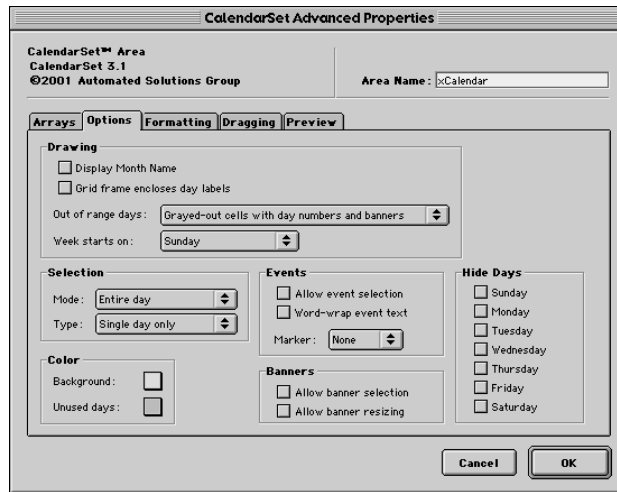 CalendarSet Advanced Properties
CalendarSet™ Area
CalendarSet 3.1
©2001 Automated Solutions Group
Area Name: xCalendar
Arrays Options Formatting Dragging Preview
Drawing
Display Month Name
Grid frame encloses day labels
Out of range days: Grayed-out cells with day numbers and banners
Week starts on: Sunday
Selection
Mode: Entire day
Type: Single day only
Events
Allow event selection
Word-wrap event text
Marker: None
Hide Days
Sunday
Monday
Tuesday
Wednesday
Thursday
Friday
Saturday
Color
Background:
Unused days:
Banners
Allow banner selection
Allow banner resizing
Cancel OK